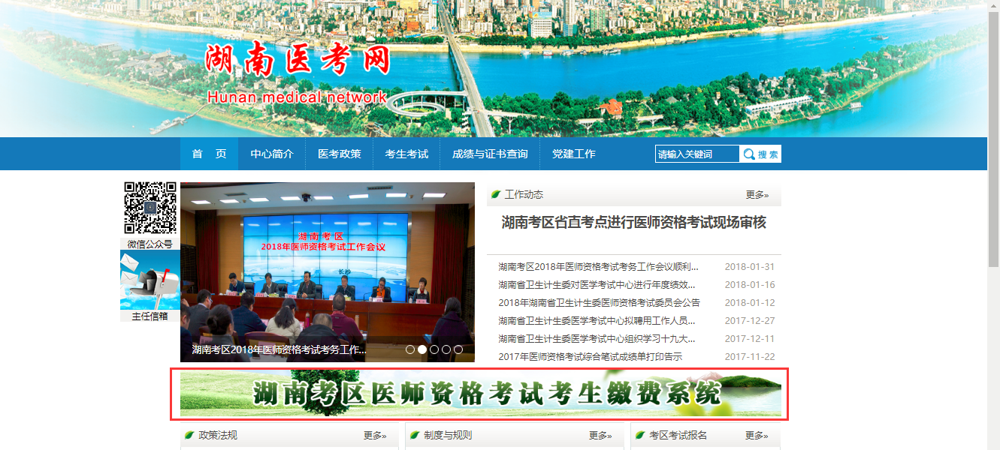 湖南医考网
Hunan medical network
首 页
中心简介
医考政策
考生考试
成绩与证书查询
党建工作
请输入关键词
搜 索
微信公众号
主任信箱
湖南考区
2018年医师资格考试工作会议
长沙
湖南考区2018年医师资格考试考务工作...
工作动态
更多»
湖南考区省直考点进行医师资格考试现场审核
湖南考区2018年医师资格考试考务工作会议顺利... 2018-01-31
湖南省卫生计生委对医学考试中心进行年度绩效... 2018-01-16
2018年湖南省卫生计生委医师资格考试委员会公告 2018-01-12
湖南省卫生计生委医学考试中心拟聘用工作人员... 2017-12-27
湖南省卫生计生委医学考试中心组织学习十九大... 2017-12-11
2017年医师资格考试综合笔试成绩单打印告示 2017-11-22
湖南考区医师资格考试考生缴费系统
政策法规
更多»
制度与规则
更多»
考区考试报名
更多»